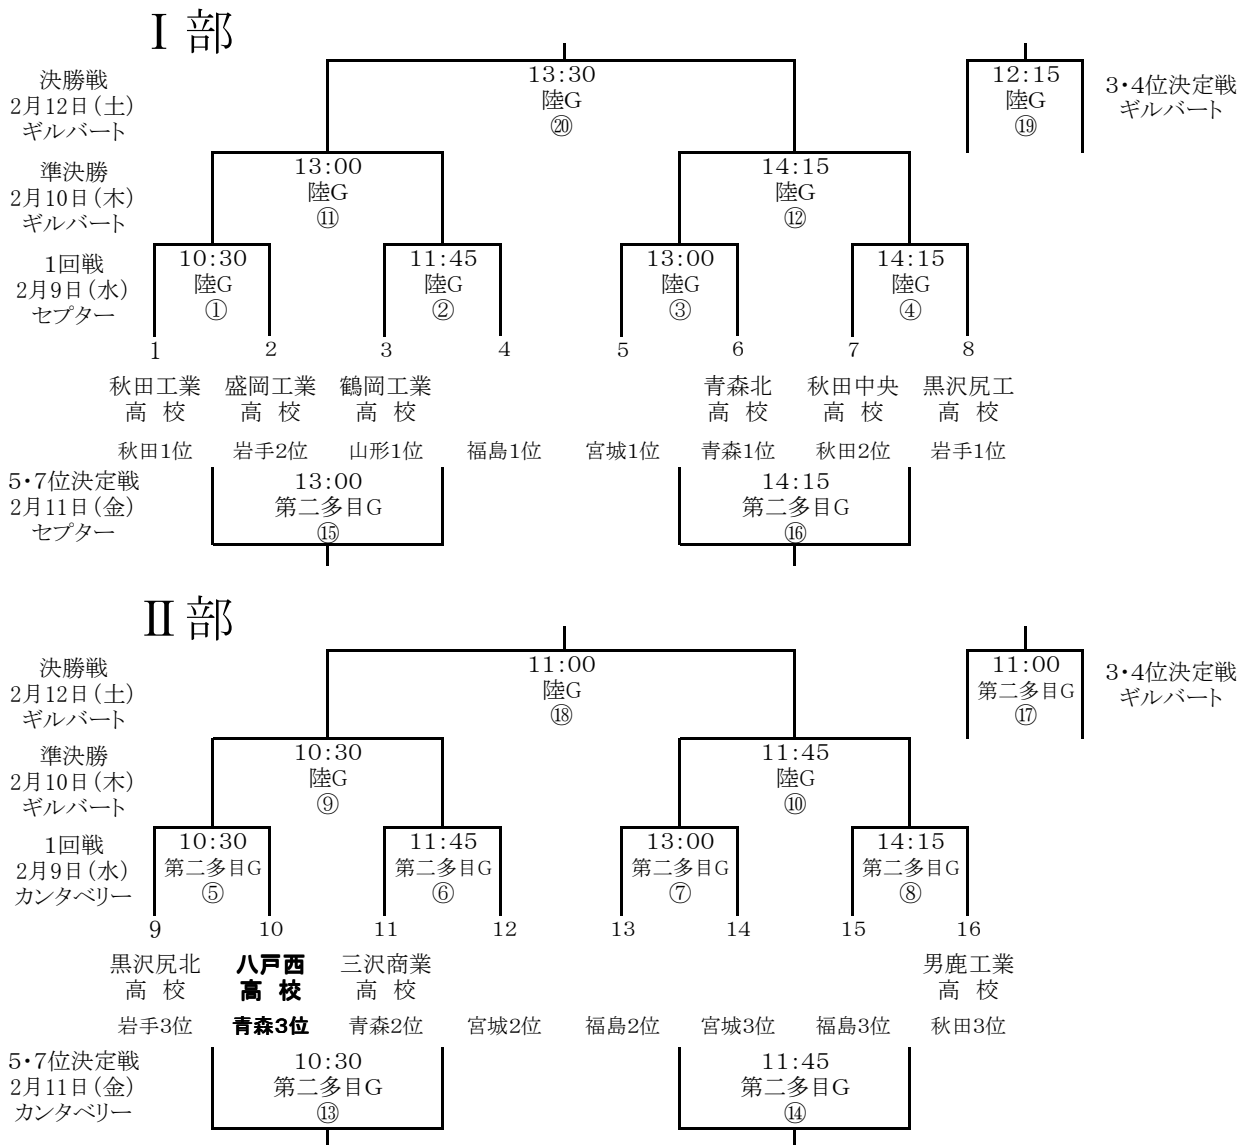 Ⅰ 部
決勝戦
2月12日(土)
ギルバート
13:30
陸G
⑳
12:15
陸G
⑲
3・4位決定戦
ギルバート
準決勝
2月10日(木)
ギルバート
13:00
陸G
⑪
14:15
陸G
⑫
1回戦
2月9日(水)
セプター
10:30
陸G
①
11:45
陸G
②
13:00
陸G
③
14:15
陸G
④
1 2 3 4 5 6 7 8
秋田工業 盛岡工業 鶴岡工業 青森北 秋田中央 黒沢尻工
高 校 高 校 高 校 高 校 高 校 高 校
秋田1位 岩手2位 山形1位 福島1位 宮城1位 青森1位 秋田2位 岩手1位
5・7位決定戦
2月11日(金)
セプター
13:00
第二多目G
⑮
14:15
第二多目G
⑯
Ⅱ 部
決勝戦
2月12日(土)
ギルバート
11:00
陸G
⑱
11:00
第二多目G
⑰
3・4位決定戦
ギルバート
準決勝
2月10日(木)
ギルバート
10:30
陸G
⑨
11:45
陸G
⑩
1回戦
2月9日(水)
カンタベリー
10:30
第二多目G
⑤
11:45
第二多目G
⑥
13:00
第二多目G
⑦
14:15
第二多目G
⑧
9 10 11 12 13 14 15 16
黒沢尻北 八戸西 三沢商業 男鹿工業
高 校 高 校 高 校 高 校
岩手3位 青森3位 青森2位 宮城2位 福島2位 宮城3位 福島3位 秋田3位
5・7位決定戦
2月11日(金)
カンタベリー
10:30
第二多目G
⑬
11:45
第二多目G
⑭